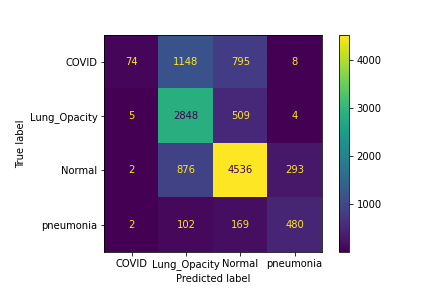 COVID 74 1148 795 8
Lung_Opacity 5 2848 509 4
Normal 2 876 4536 293
pneumonia 2 102 169 480
COVID Lung_Opacity Normal pneumonia
Predicted label
True label
4000
3000
2000
1000